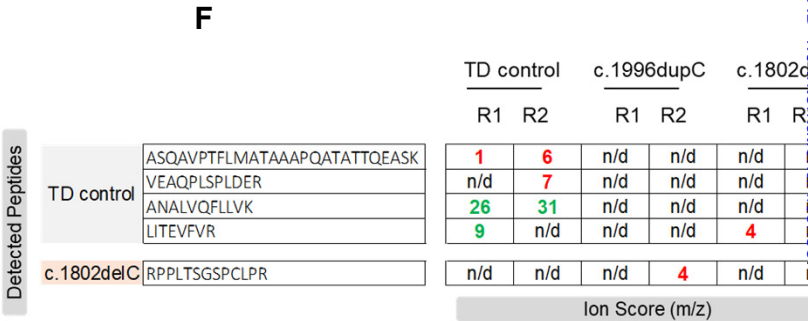 F
TD control c.1996dupC c.1802d
R1 R2 R1 R2 R1 R
ASQAVPTFLMATAAAPQATATTQEASK 1 6 n/d n/d n/d
VEAQPLSPLDER n/d 7 n/d n/d n/d
ANALVQFLLVK 26 31 n/d n/d n/d
LITEVFVR 9 n/d n/d n/d 4
TD control
c.1802delC RPPLTSGSPCLPR n/d n/d n/d 4 n/d
Detected Peptides
Ion Score (m/z)